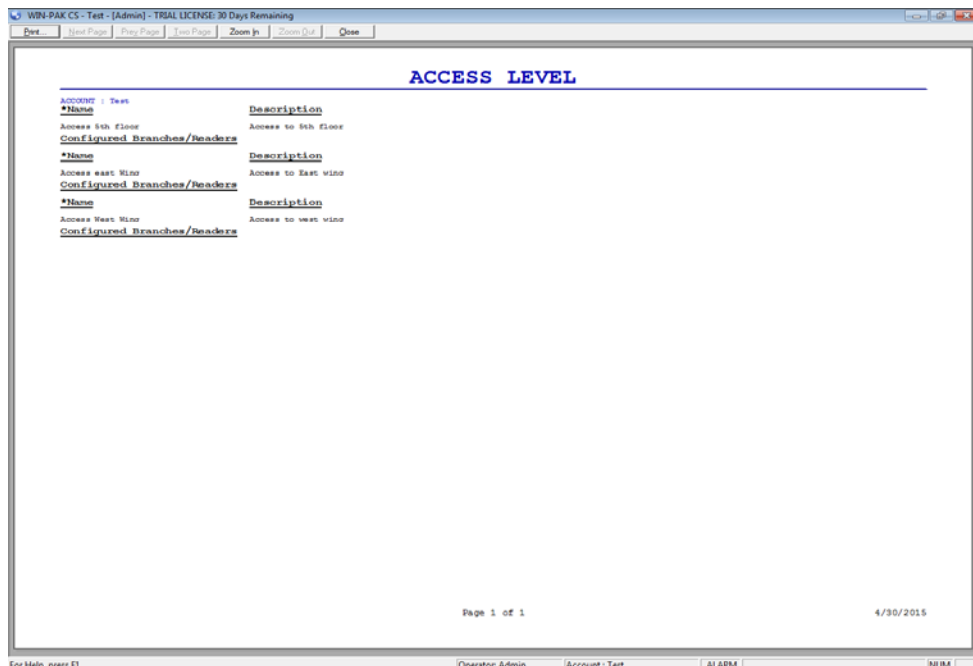 WIN-PAK CS - Test - [Admin] - TRIAL LICENSE: 30 Days Remaining
Print... Next Page Prev Page Two Page Zoom In Zoom Out Close
ACCESS LEVEL
ACCOUNT : Test
*Name Description
Access 5th floor Access to 5th floor
Configured Branches/Readers
*Name Description
Access east Wing Access to East wing
Configured Branches/Readers
*Name Description
Access West Wing Access to west wing
Configured Branches/Readers
Page 1 of 1 4/30/2015
For Help, press F1 Operator: Admin Account : Test ALARM NUM